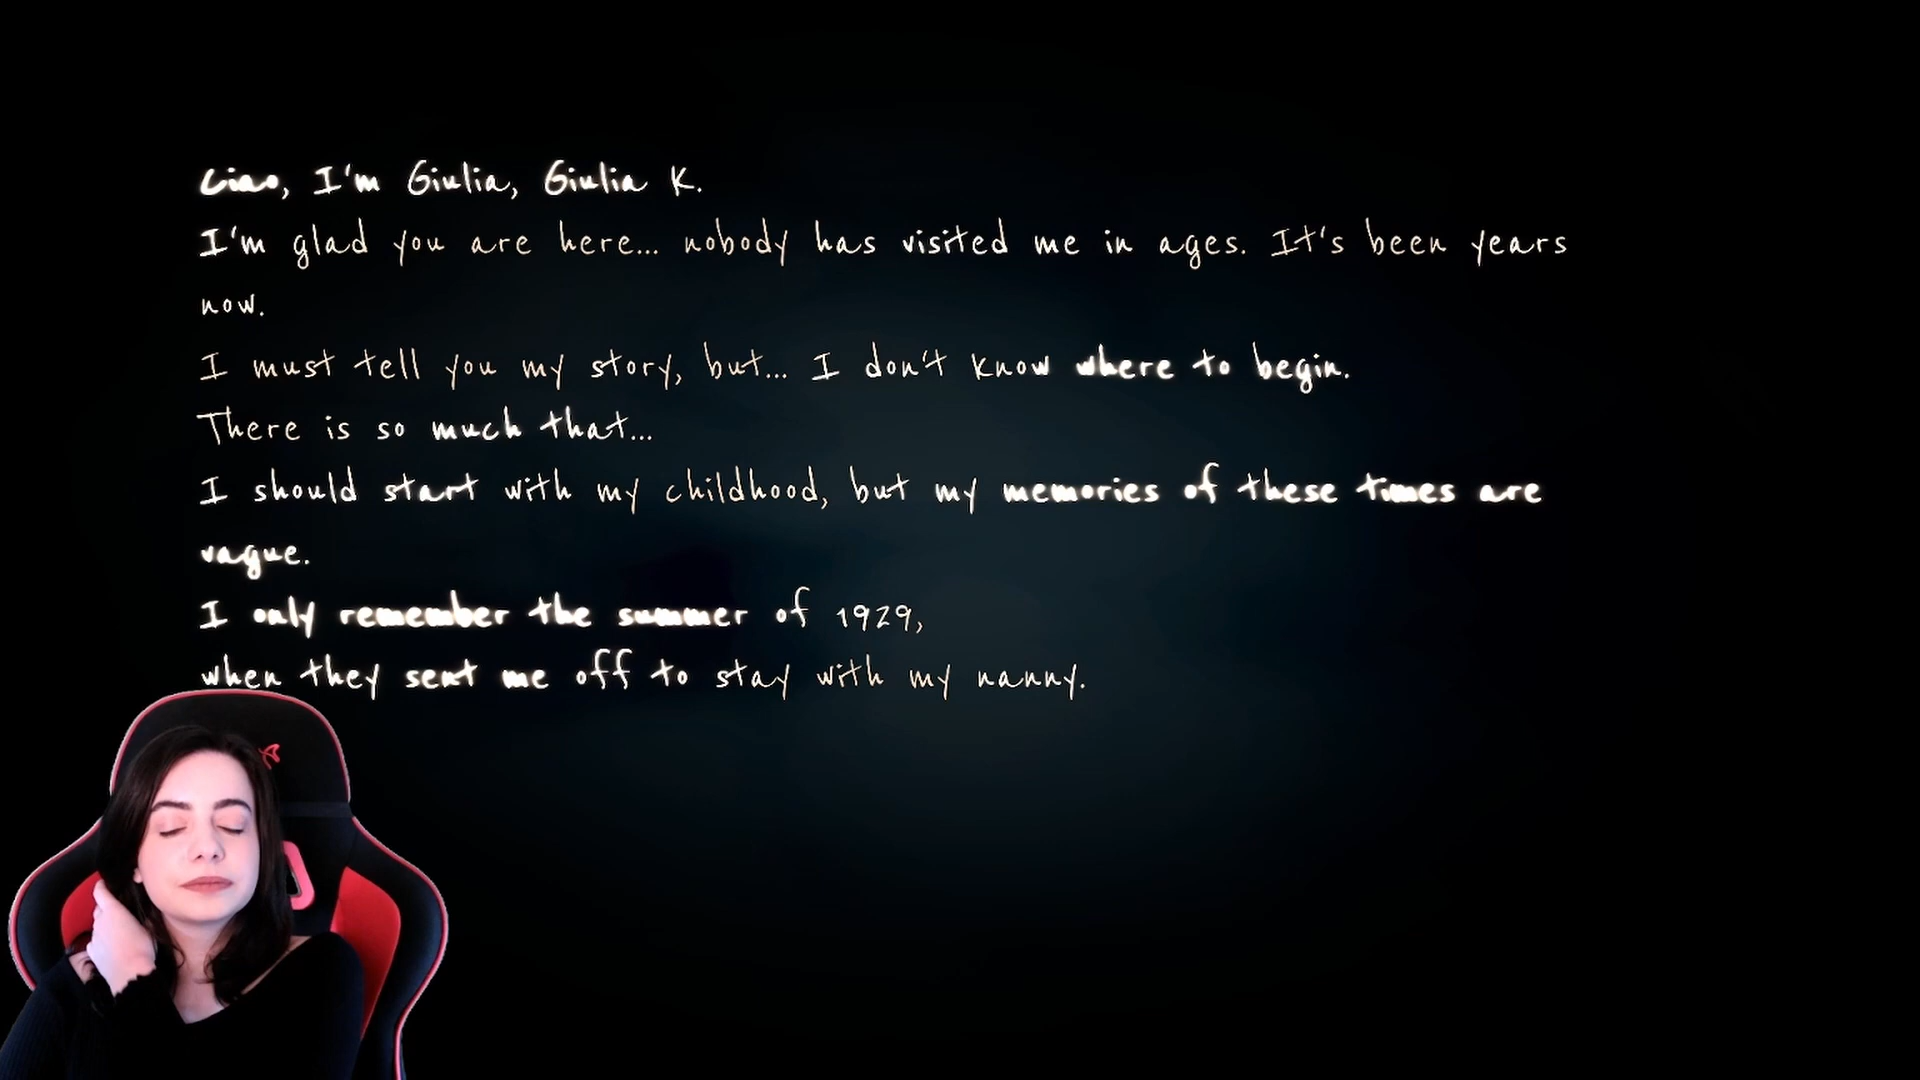 Ciao, I'm Giulia, Giulia K.
I'm glad you are here... nobody has visited me in ages. It's been years
now.
I must tell you my story, but... I don't know where to begin.
There is so much that...
I should start with my childhood, but my memories of these times are
vague.
I only remember the summer of 1929,
when they sent me off to stay with my nanny.